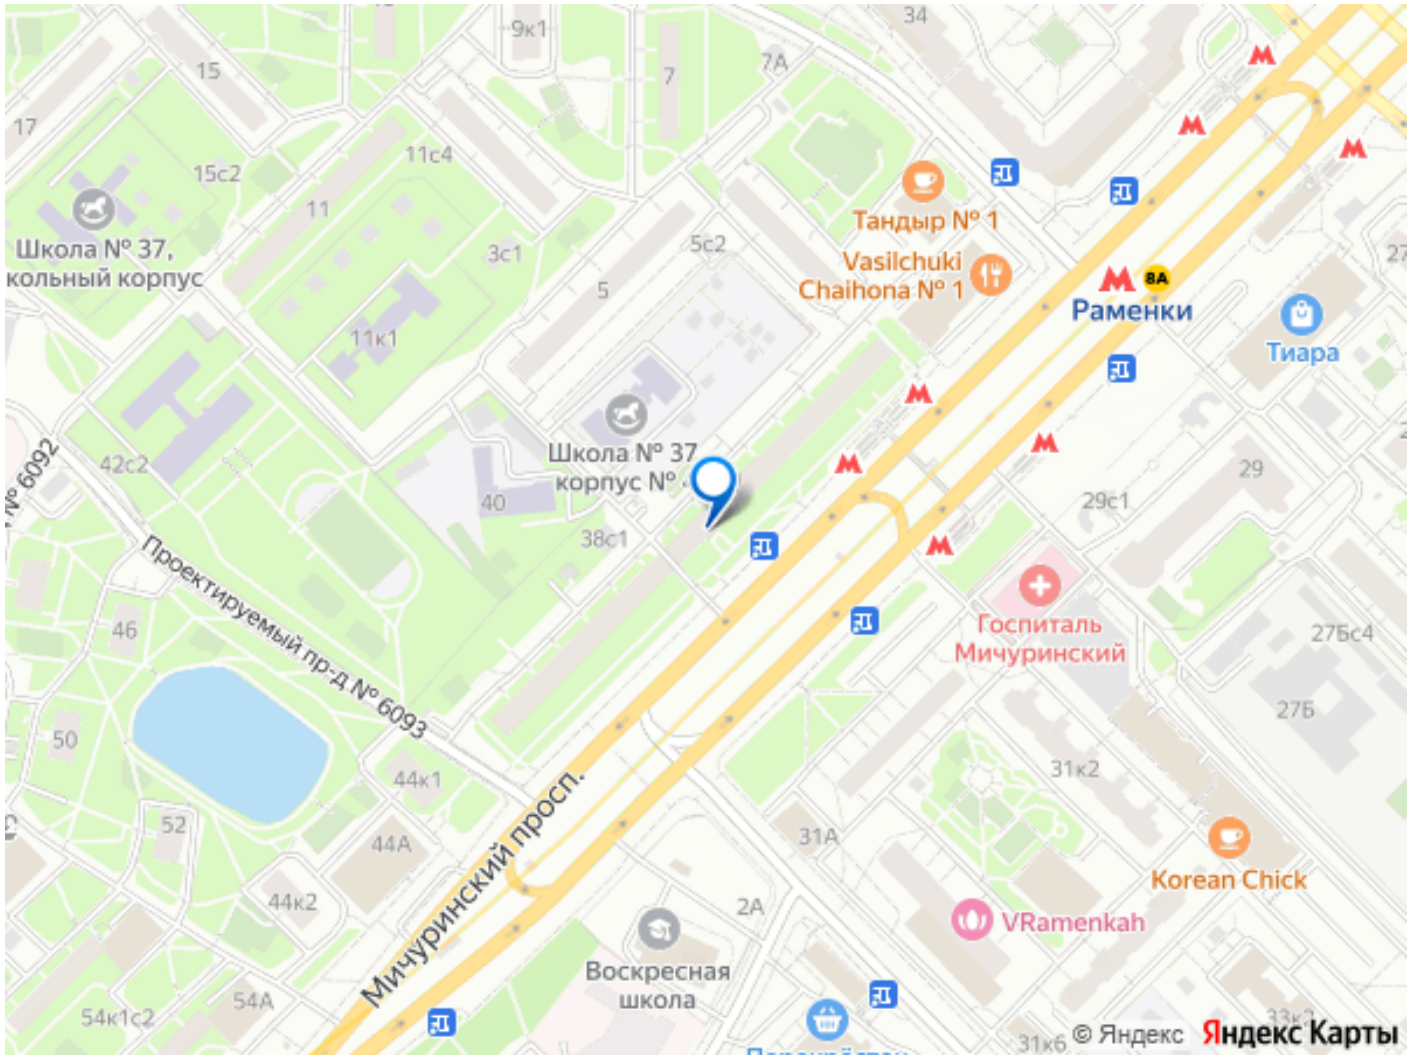 34
9к1
7А
7
15
17
11с4
15с2
11
Школа № 37,
кольный корпус
3с1
5с2
5
11к1
Тандыр № 1
Vasilchuki
Chaihona № 1
8А
Раменки
27
Тиара
Школа № 37
корпус №
42с2
№ 6092
40
38с1
29
29с1
Проектируемый пр-д № 6093
46
Госпиталь
Мичуринский
27Бс4
27Б
50
44к1
31к2
52
44А
31А
Мичуринский просп.
Korean Chick
44к2
2А
VRamenkah
Воскресная
школа
54А
54к1с2
33к2
31к6
© Яндекс
Яндекс Карты